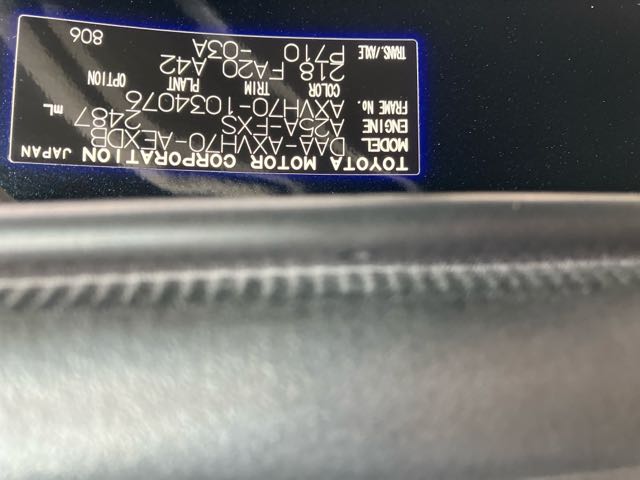 TOYOTA MOTOR CORPORATION JAPAN
MODEL DAA-AXVH70-AEXDB
ENGINE A25A-FXS 2487 mL
FRAME No. AXVH70-1034076
COLOR TRIM PLANT OPTION
218 FA20 A42
TRANS/AXLE P710 -03A
806